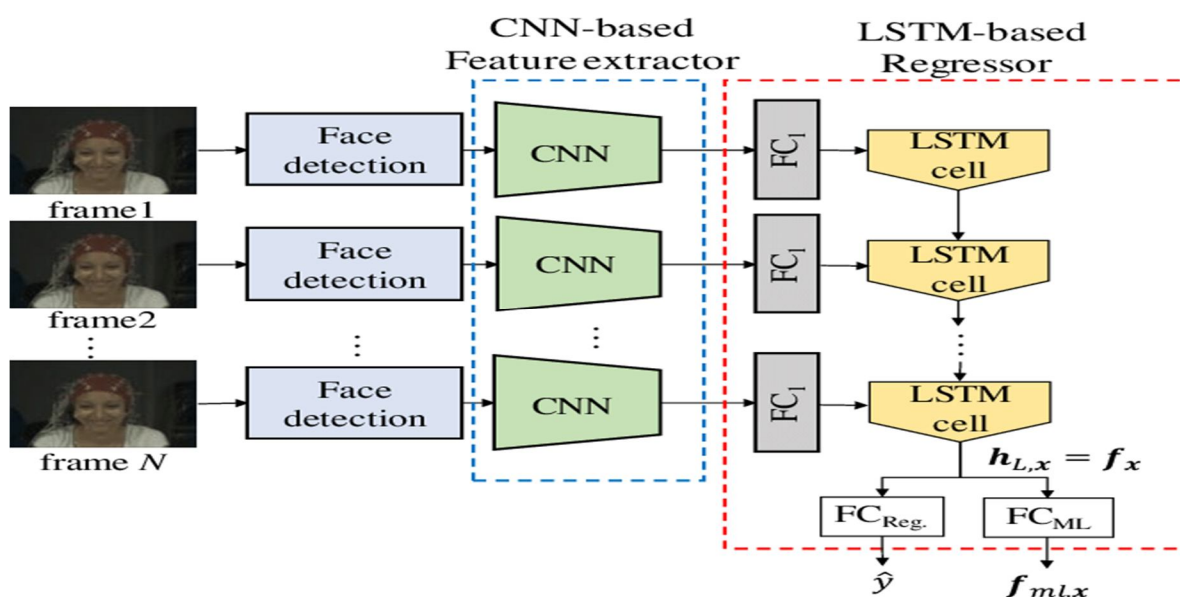 CNN-based
Feature extractor
LSTM-based
Regressor
frame1
Face
detection
CNN
FC₁
LSTM
cell
frame2
Face
detection
CNN
FC₁
LSTM
cell
⋮
⋮
⋮
⋮
frame N
Face
detection
CNN
FC₁
LSTM
cell
h_{L,x} = f_x
FC_{Reg.}
FC_{ML}
ŷ
f_{ml,x}